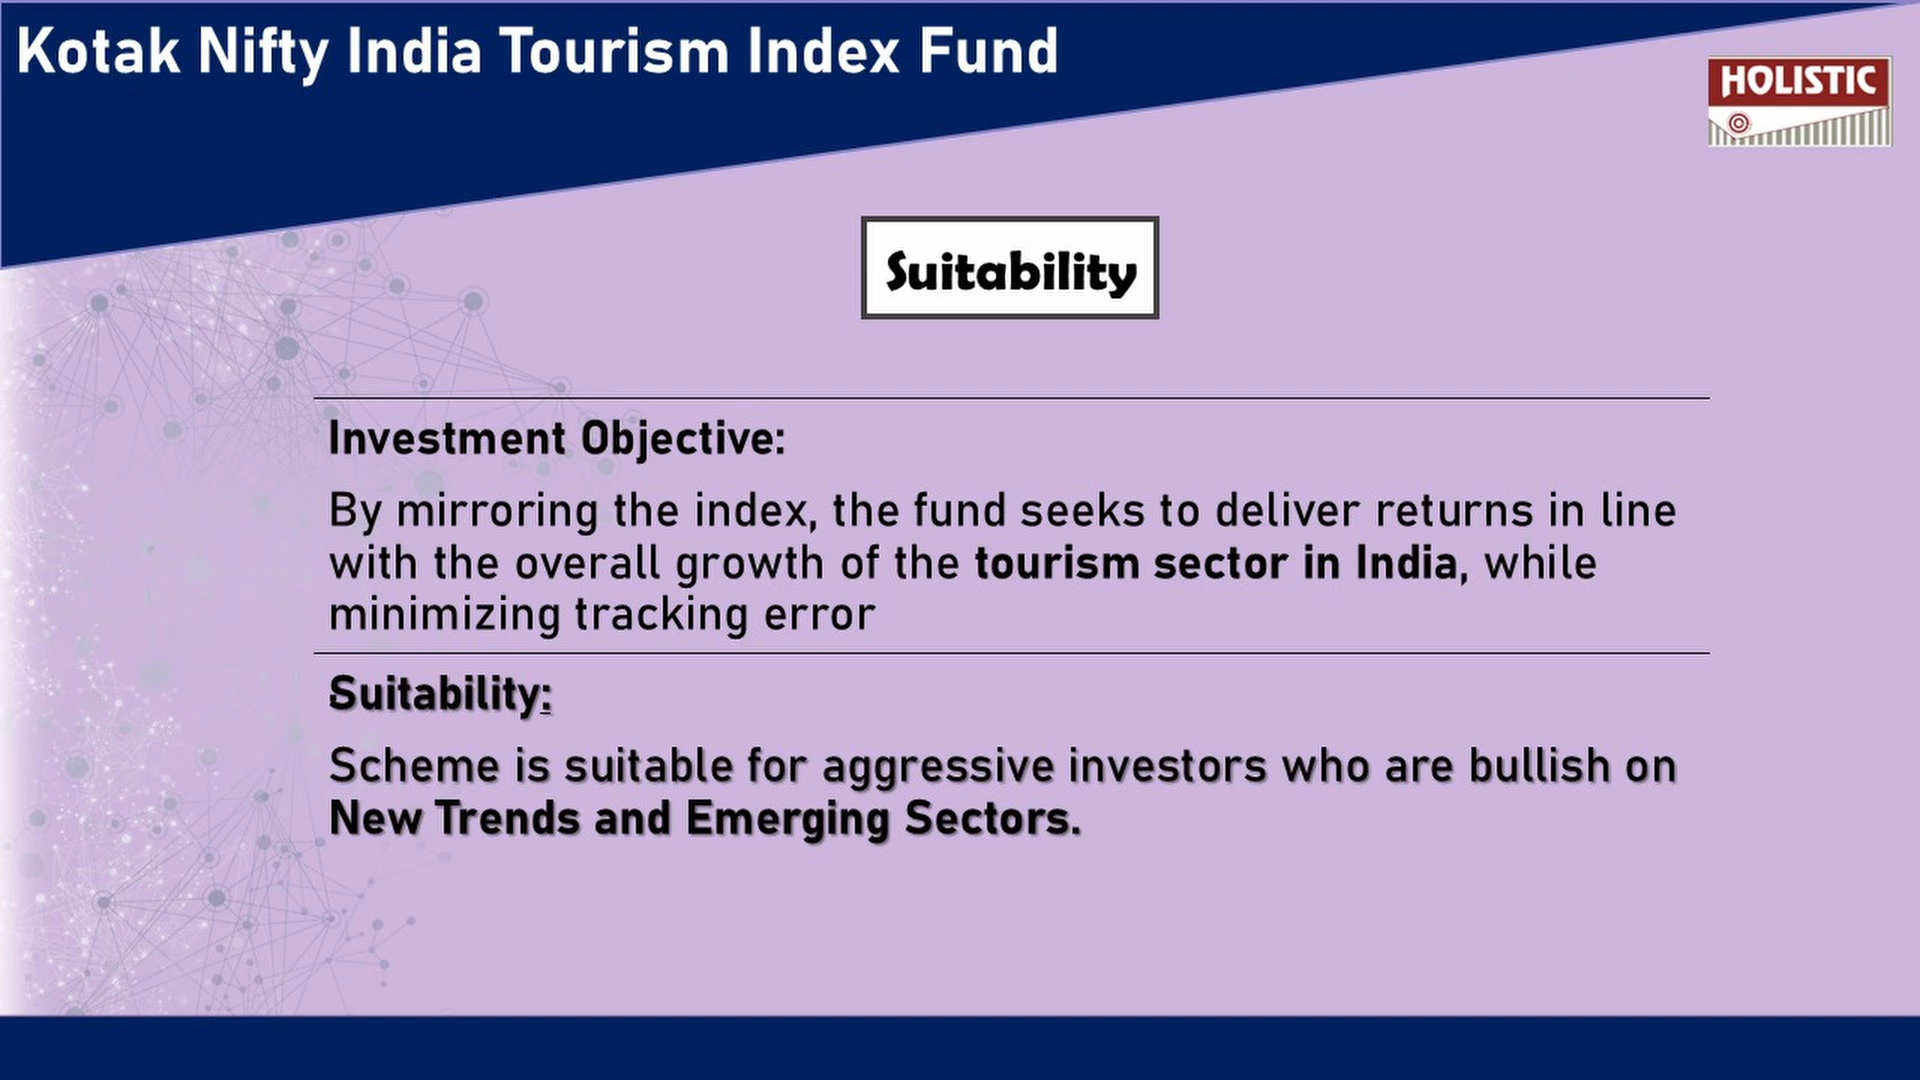 Kotak Nifty India Tourism Index Fund
HOLISTIC
Suitability
Investment Objective:
By mirroring the index, the fund seeks to deliver returns in line
with the overall growth of the tourism sector in India, while
minimizing tracking error
Suitability:
Scheme is suitable for aggressive investors who are bullish on
New Trends and Emerging Sectors.